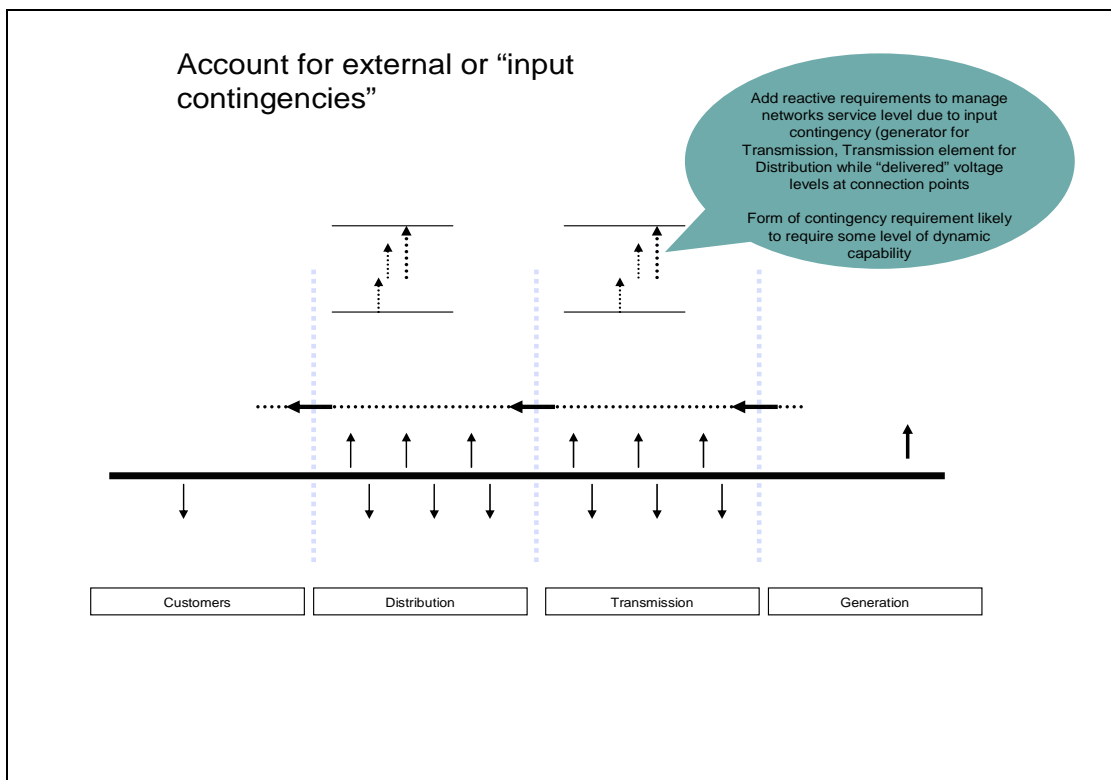 Account for external or “input
contingencies”
Add reactive requirements to manage
networks service level due to input
contingency (generator for
Transmission, Transmission element for
Distribution while “delivered” voltage
levels at connection points
Form of contingency requirement likely
to require some level of dynamic
capability
Customers
Distribution
Transmission
Generation